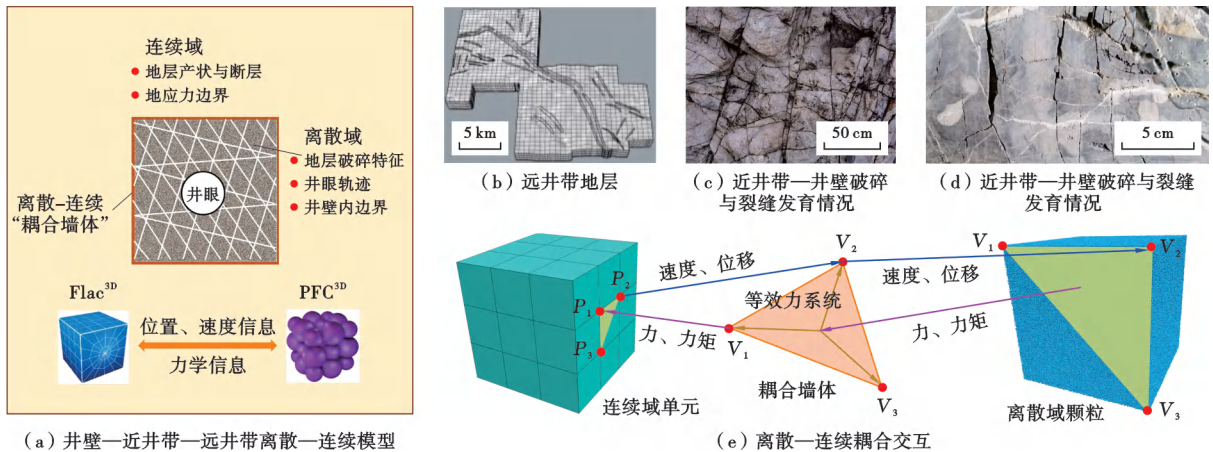 连续域
地层产状与断层
地应力边界
离散域
地层破碎特征
井眼轨迹
井壁内边界
井眼
离散-连续
“耦合墙体”
Flac3D
PFC3D
位置、速度信息
力学信息
(a) 井壁—近井带—远井带离散—连续模型
5 km
(b) 远井带地层
50 cm
(c) 近井带—井壁破碎
与裂缝发育情况
5 cm
(d) 近井带—井壁破碎与裂缝
发育情况
P2
P1
P3
速度、位移
V2
速度、位移
V1
V2
等效力系统
力、力矩
V1
力、力矩
耦合墙体
V3
V3
连续域单元
离散域颗粒
(e) 离散—连续耦合交互